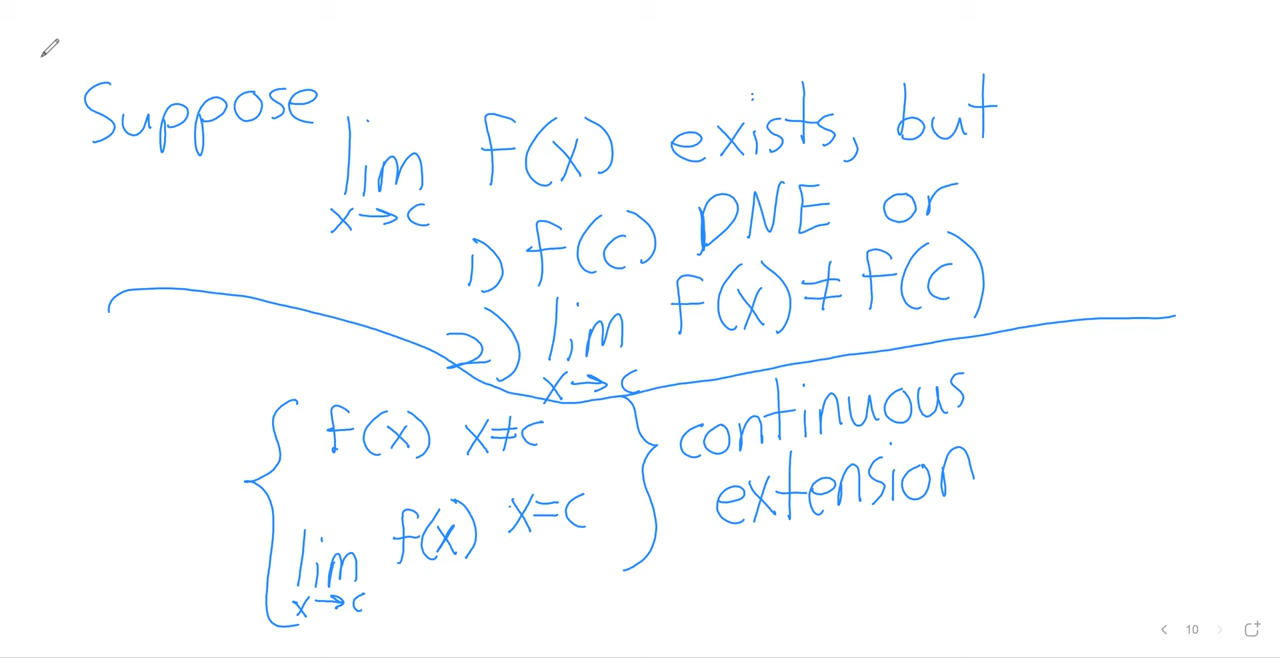 Suppose lim x→c f(x) exists, but
1) f(c) DNE or
2) lim x→c f(x) ≠ f(c)
{ f(x) x≠c
lim x→c f(x) x=c }
continuous
extension
10